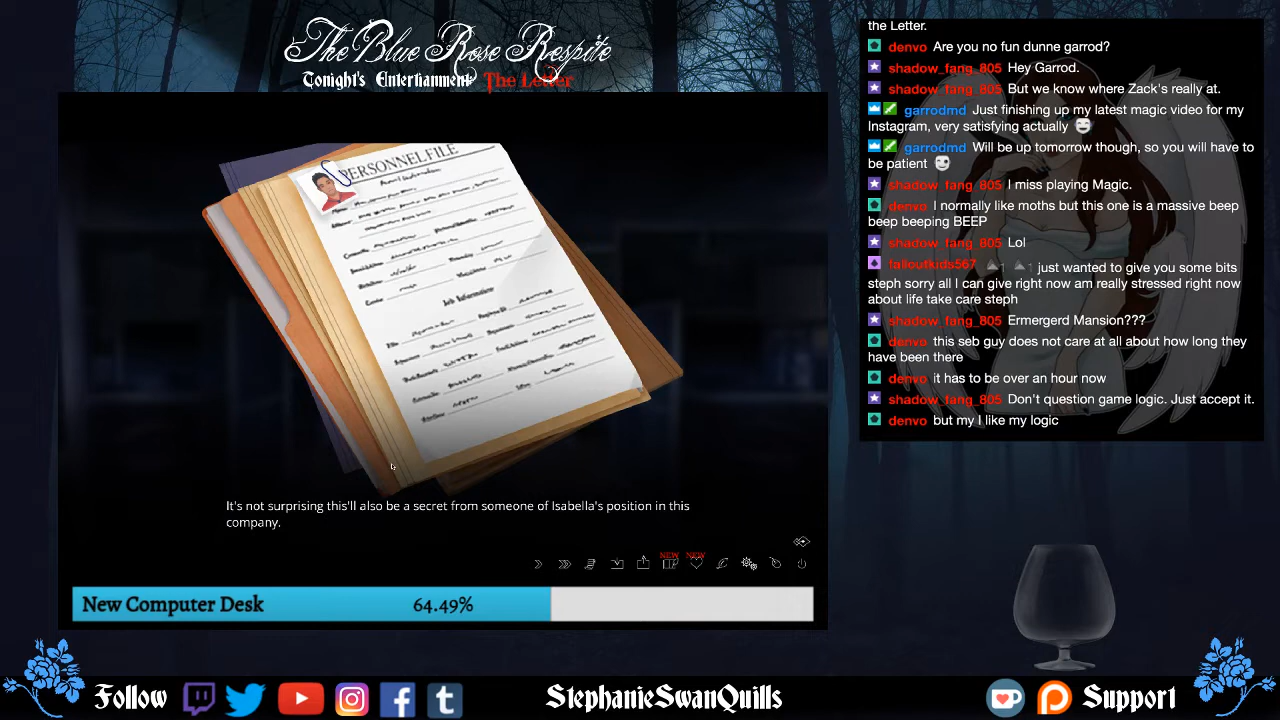 The Blue Rose Respite
Tonight's Entertainment: The Letter
PERSONNEL FILE
Job Information
It's not surprising this'll also be a secret from someone of Isabella's position in this
company.
NEW NEW
New Computer Desk 64.49%
the Letter.
denvo Are you no fun dunne garrod?
shadow_fang_805 Hey Garrod.
shadow_fang_805 But we know where Zack's really at.
garrodmd Just finishing up my latest magic video for my
Instagram, very satisfying actually
garrodmd Will be up tomorrow though, so you will have to
be patient
shadow_fang_805 I miss playing Magic.
denvo I normally like moths but this one is a massive beep
beep beeping BEEP
shadow_fang_805 Lol
falloutkids567 1 1 just wanted to give you some bits
steph sorry all I can give right now am really stressed right now
about life take care steph
shadow_fang_805 Ermergerd Mansion???
denvo this seb guy does not care at all about how long they
have been there
denvo it has to be over an hour now
shadow_fang_805 Don't question game logic. Just accept it.
denvo but my I like my logic
Follow StephanieSwanQuills Support